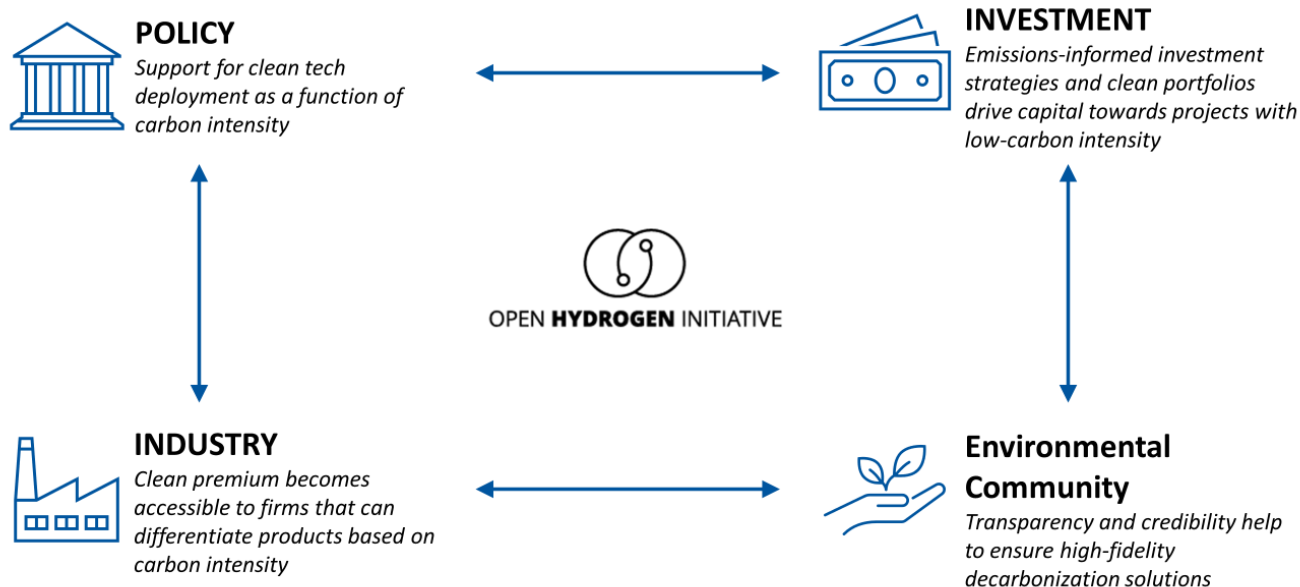 POLICY
Support for clean tech
deployment as a function of
carbon intensity
INVESTMENT
Emissions-informed investment
strategies and clean portfolios
drive capital towards projects with
low-carbon intensity
OPEN HYDROGEN INITIATIVE
INDUSTRY
Clean premium becomes
accessible to firms that can
differentiate products based on
carbon intensity
Environmental
Community
Transparency and credibility help
to ensure high-fidelity
decarbonization solutions